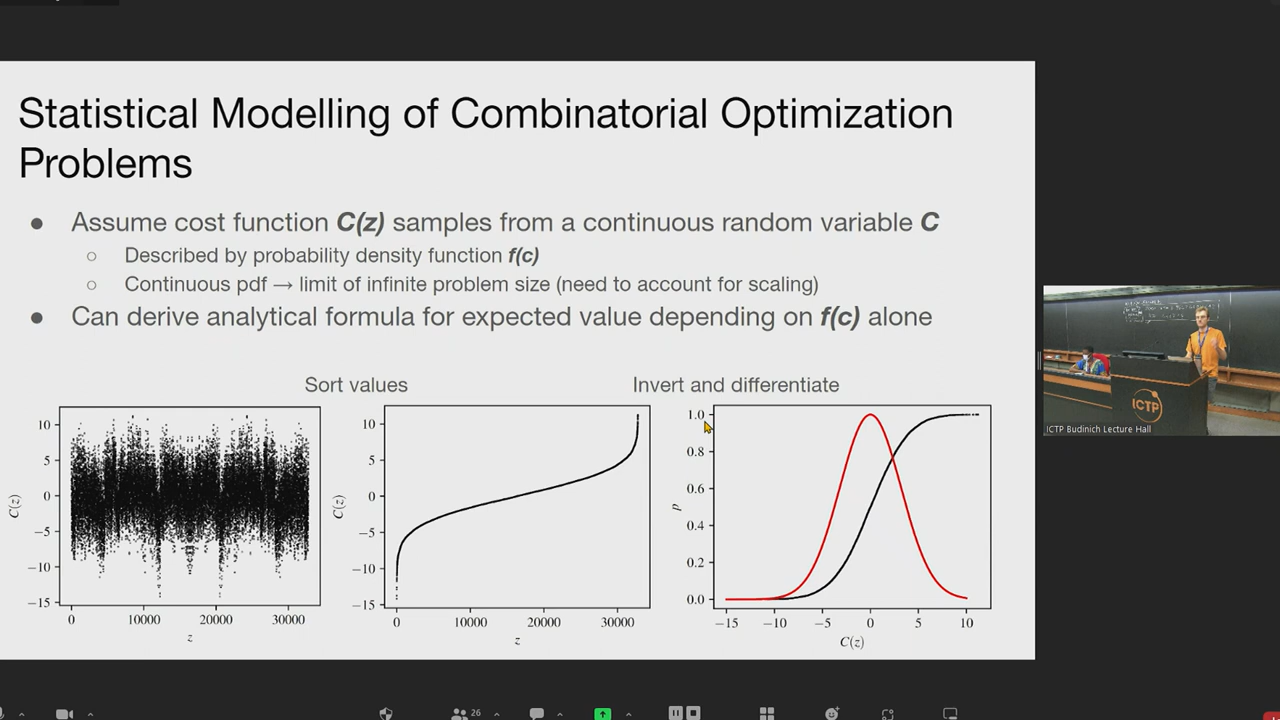 Statistical Modelling of Combinatorial Optimization
Problems
● Assume cost function C(z) samples from a continuous random variable C
○ Described by probability density function f(c)
○ Continuous pdf → limit of infinite problem size (need to account for scaling)
● Can derive analytical formula for expected value depending on f(c) alone
Sort values
Invert and differentiate
C(z)
10
5
0
−5
−10
−15
0 10000 20000 30000
z
C(z)
10
5
0
−5
−10
−15
0 10000 20000 30000
z
p
1.0
0.8
0.6
0.4
0.2
0.0
−15 −10 −5 0 5 10
C(z)
ICTP
ICTP Budinich Lecture Hall
26